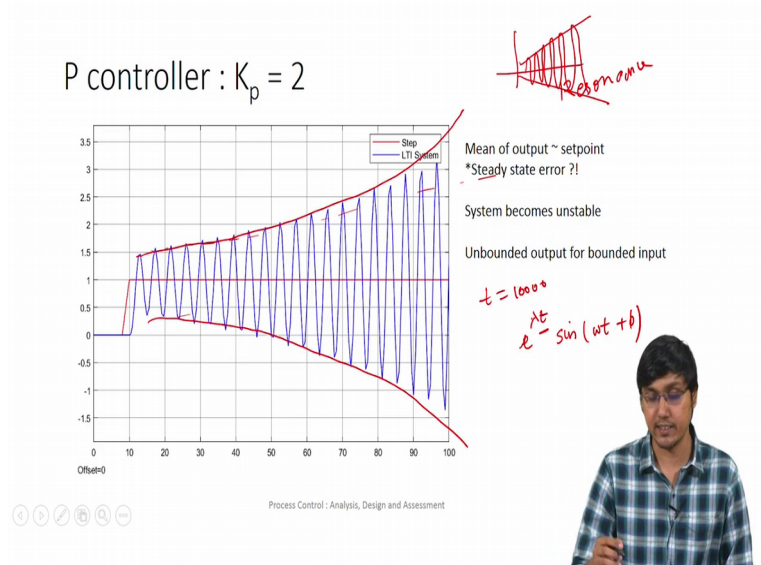 P controller : Kp = 2
Resonance
Step
LTI System
3.5
3
2.5
2
1.5
1
0.5
0
-0.5
-1
-1.5
0 10 20 30 40 50 60 70 80 90 100
Offset=0
Mean of output ~ setpoint
*Steady state error ?!
System becomes unstable
Unbounded output for bounded input
t = 10000
e^λt sin(ωt + φ)
Process Control : Analysis, Design and Assessment